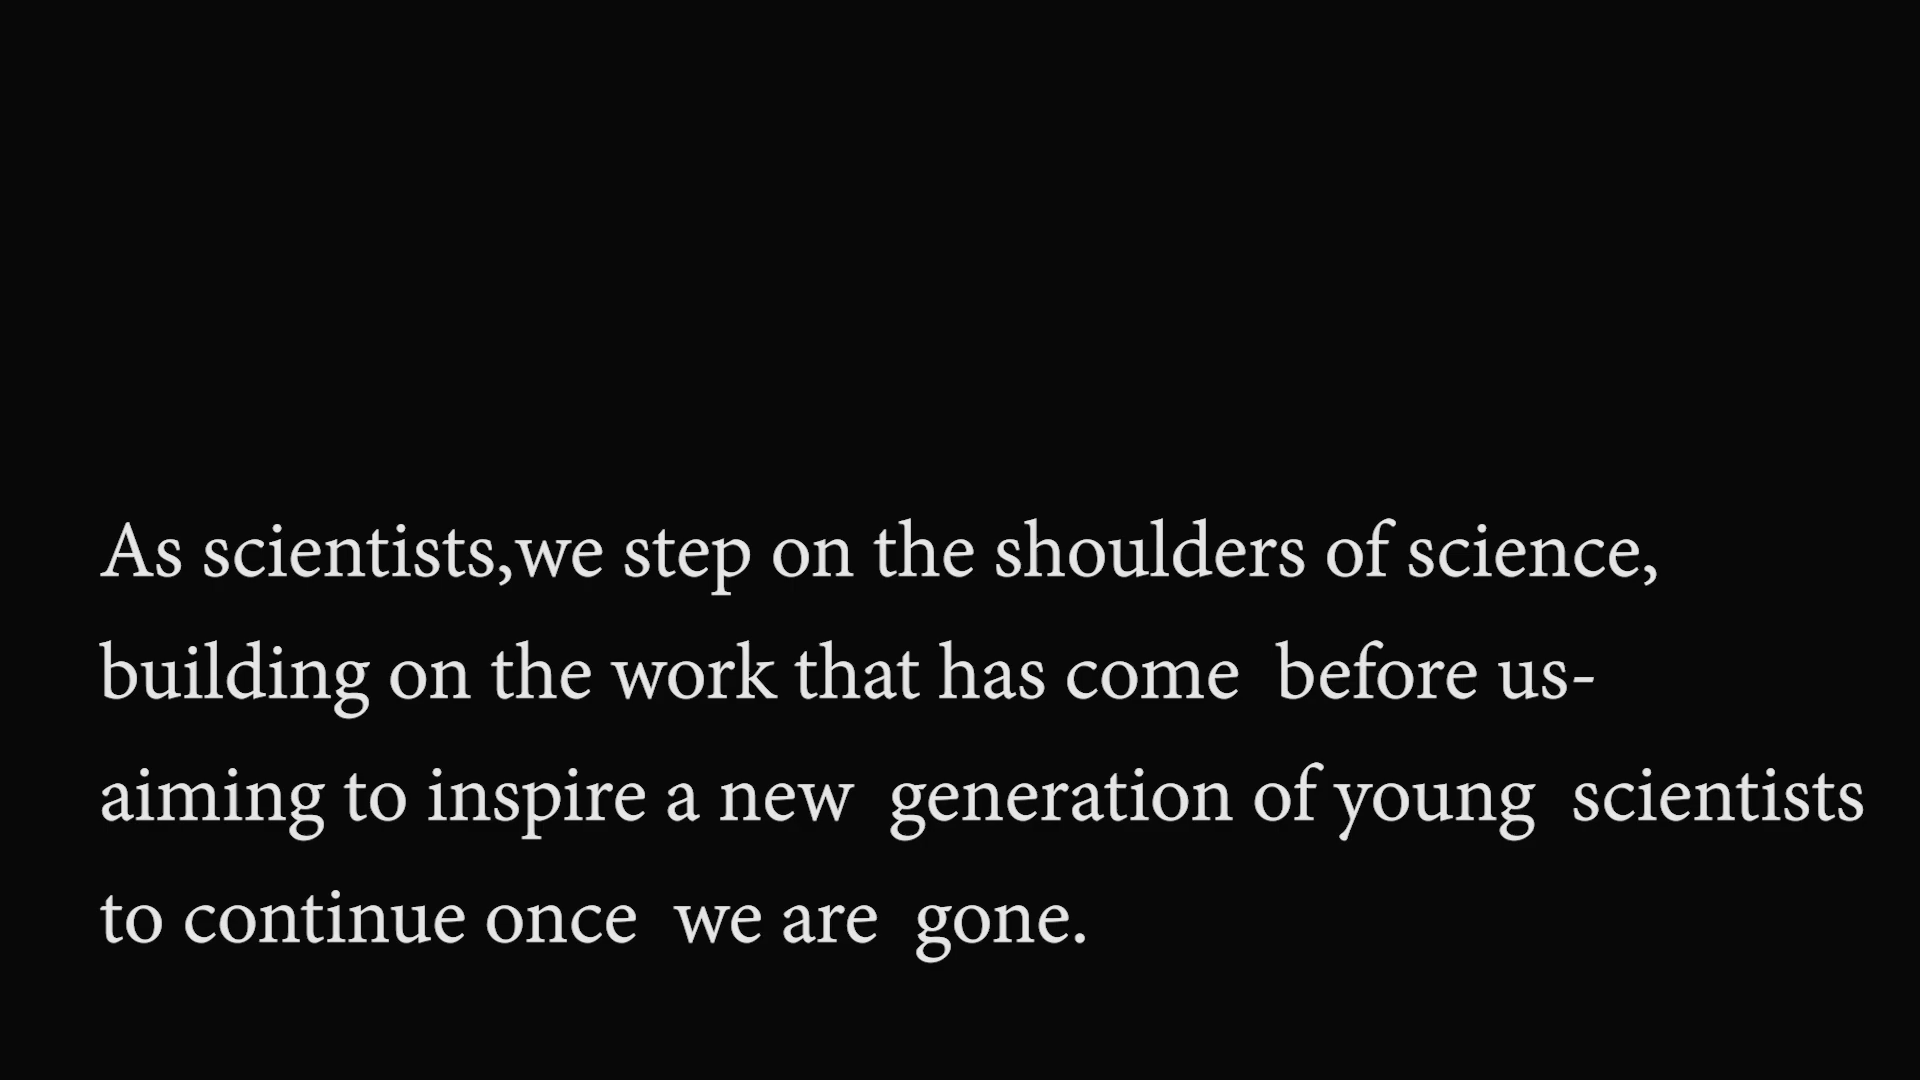 As scientists,we step on the shoulders of science,
building on the work that has come  before us-
aiming to inspire a new  generation of young  scientists
to continue once  we are  gone.